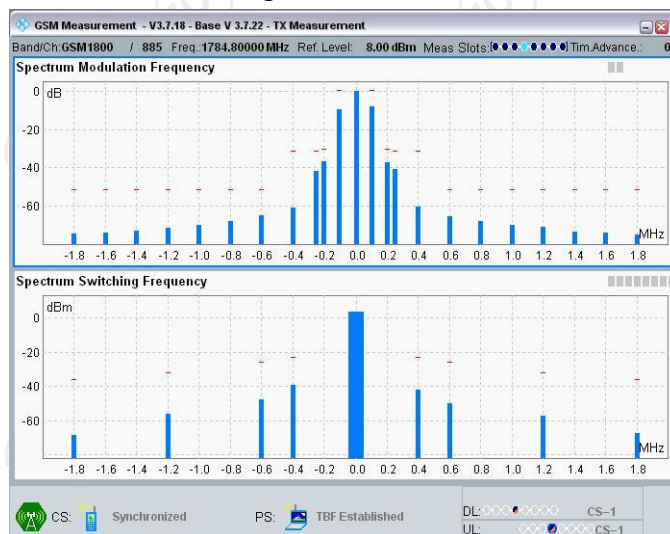 GSM Measurement - V3.7.18 - Base V 3.7.22 - TX Measurement
Band/Ch:GSM1800 / 885 Freq.:1784.80000 MHz Ref. Level: 8.00 dBm Meas Slots: Tim.Advance.: 0
Spectrum Modulation Frequency
dB
0
-20
-40
-60
MHz
-1.8 -1.6 -1.4 -1.2 -1.0 -0.8 -0.6 -0.4 -0.2 0.0 0.2 0.4 0.6 0.8 1.0 1.2 1.4 1.6 1.8
Spectrum Switching Frequency
dBm
0
-20
-40
-60
MHz
-1.8 -1.6 -1.4 -1.2 -1.0 -0.8 -0.6 -0.4 -0.2 0.0 0.2 0.4 0.6 0.8 1.0 1.2 1.4 1.6 1.8
CS: Synchronized PS: TBF Established DL: CS-1
UL: CS-1